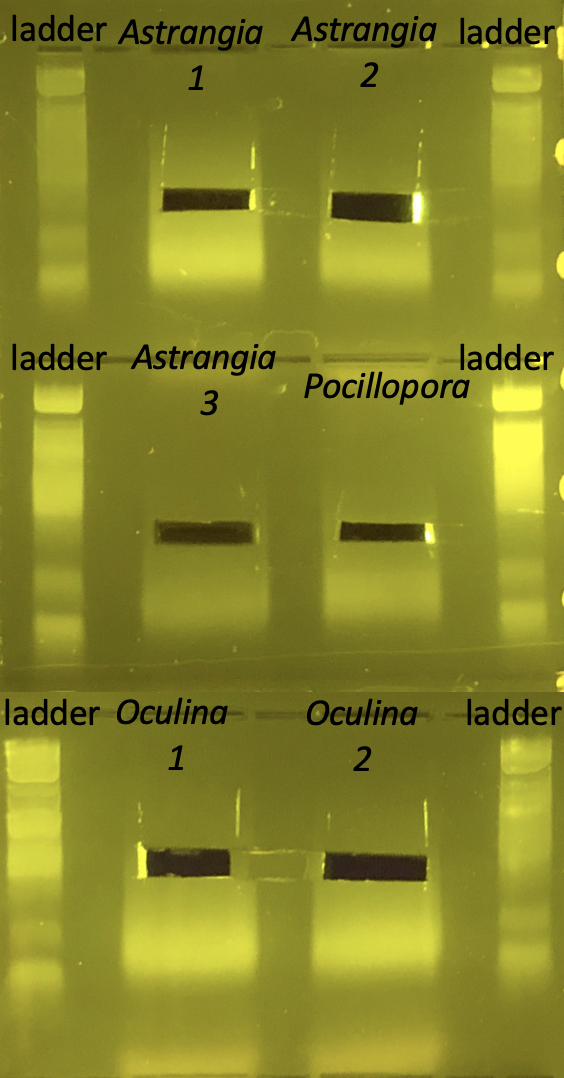 ladder Astrangia Astrangia ladder
1 2
ladder Astrangia ladder
Pocillopora
3
ladder Oculina Oculina ladder
1 2